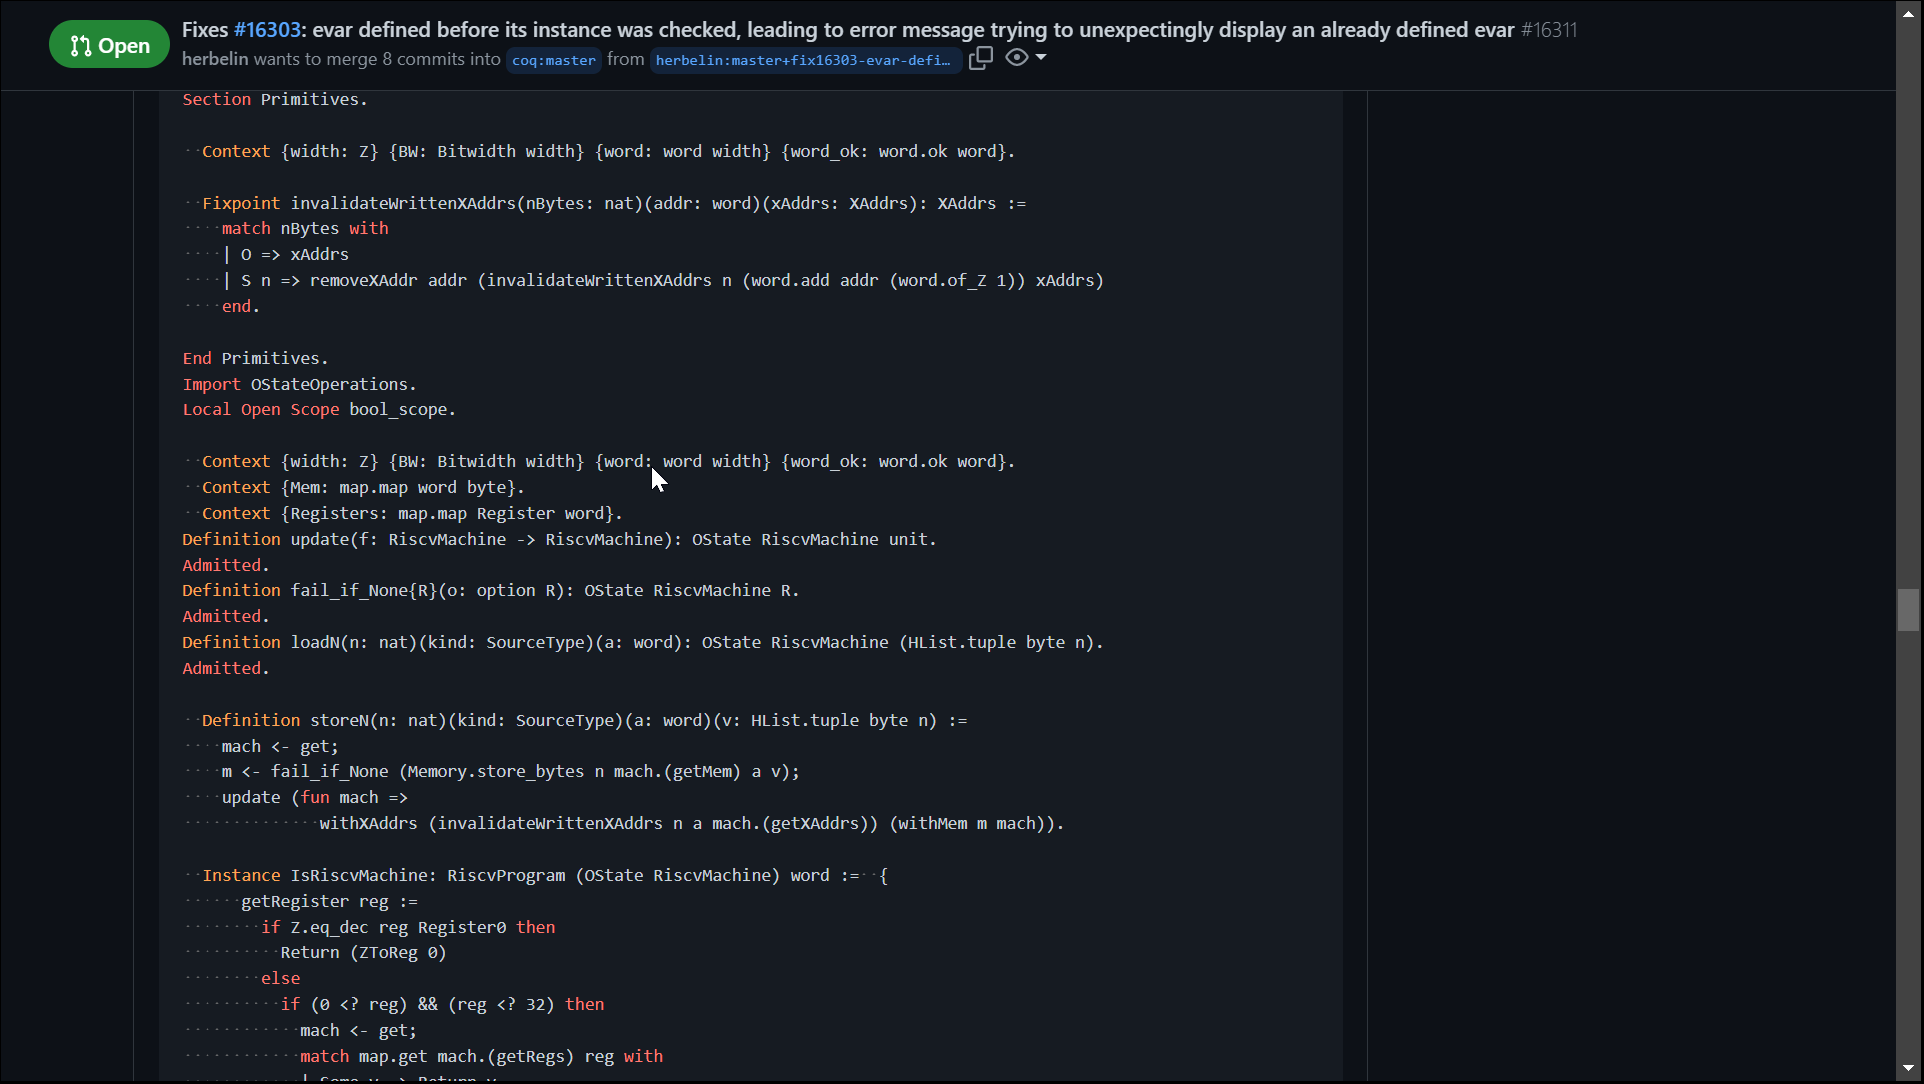 Open
Fixes #16303: evar defined before its instance was checked, leading to error message trying to unexpectingly display an already defined evar #16311
herbelin wants to merge 8 commits into coq:master from herbelin:master+fix16303-evar-defi…
Section Primitives.
Context {width: Z} {BW: Bitwidth width} {word: word width} {word_ok: word.ok word}.
Fixpoint invalidateWrittenXAddrs(nBytes: nat)(addr: word)(xAddrs: XAddrs): XAddrs :=
match nBytes with
| O => xAddrs
| S n => removeXAddr addr (invalidateWrittenXAddrs n (word.add addr (word.of_Z 1)) xAddrs)
end.
End Primitives.
Import OStateOperations.
Local Open Scope bool_scope.
Context {width: Z} {BW: Bitwidth width} {word: word width} {word_ok: word.ok word}.
Context {Mem: map.map word byte}.
Context {Registers: map.map Register word}.
Definition update(f: RiscvMachine -> RiscvMachine): OState RiscvMachine unit.
Admitted.
Definition fail_if_None{R}(o: option R): OState RiscvMachine R.
Admitted.
Definition loadN(n: nat)(kind: SourceType)(a: word): OState RiscvMachine (HList.tuple byte n).
Admitted.
Definition storeN(n: nat)(kind: SourceType)(a: word)(v: HList.tuple byte n) :=
mach <- get;
m <- fail_if_None (Memory.store_bytes n mach.(getMem) a v);
update (fun mach =>
withXAddrs (invalidateWrittenXAddrs n a mach.(getXAddrs)) (withMem m mach)).
Instance IsRiscvMachine: RiscvProgram (OState RiscvMachine) word := {
getRegister reg :=
if Z.eq_dec reg Register0 then
Return (ZToReg 0)
else
if (0 <? reg) && (reg <? 32) then
mach <- get;
match map.get mach.(getRegs) reg with
| Some v => Return v